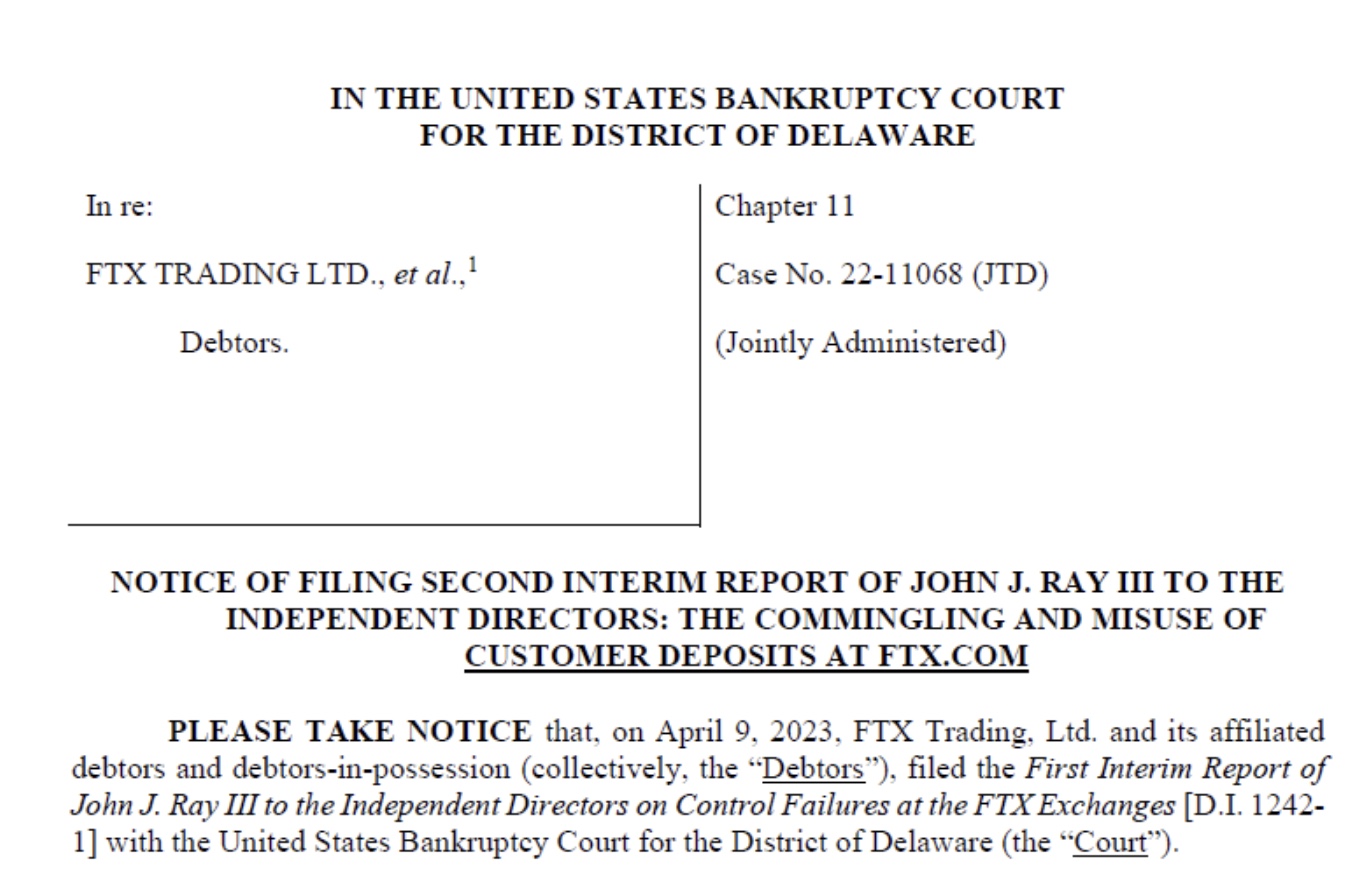 IN THE UNITED STATES BANKRUPTCY COURT
FOR THE DISTRICT OF DELAWARE
In re:
FTX TRADING LTD., et al.,1
Debtors.
Chapter 11
Case No. 22-11068 (JTD)
(Jointly Administered)
NOTICE OF FILING SECOND INTERIM REPORT OF JOHN J. RAY III TO THE
INDEPENDENT DIRECTORS: THE COMMINGLING AND MISUSE OF
CUSTOMER DEPOSITS AT FTX.COM
PLEASE TAKE NOTICE that, on April 9, 2023, FTX Trading, Ltd. and its affiliated
debtors and debtors-in-possession (collectively, the “Debtors”), filed the First Interim Report of
John J. Ray III to the Independent Directors on Control Failures at the FTX Exchanges [D.I. 1242-
1] with the United States Bankruptcy Court for the District of Delaware (the “Court”).